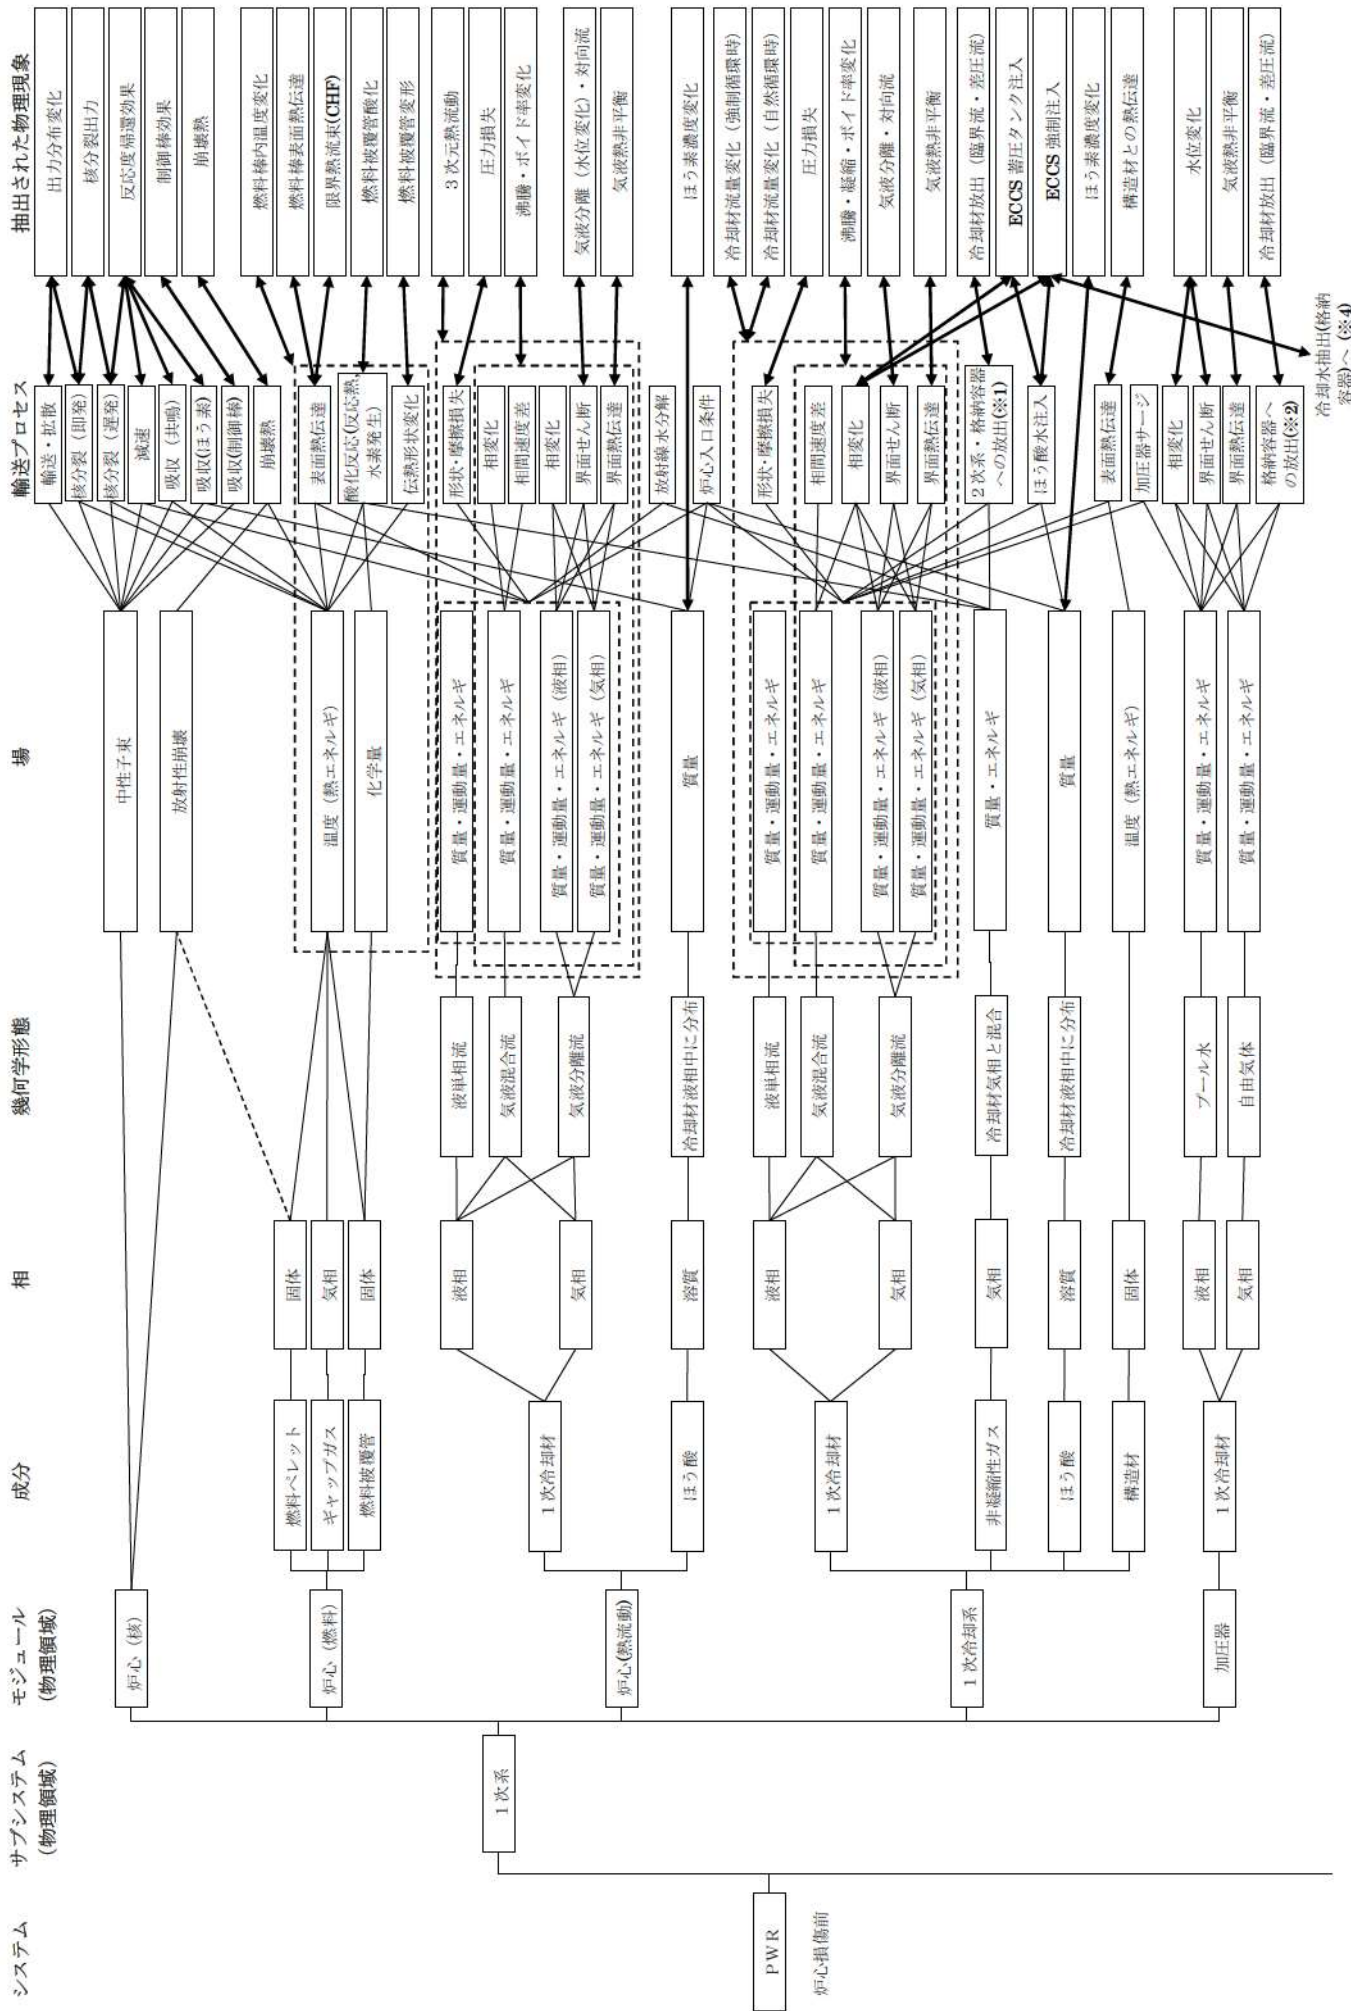 システム
サブシステム
(物理領域)
モジュール
(物理領域)
成分
相
幾何学形態
場
輸送プロセス
抽出された物理現象
PWR
炉心損傷前
1次系
炉心（核）
炉心（燃料）
炉心(熱流動)
1次冷却系
加圧器
燃料ペレット
ギャップガス
燃料被覆管
1次冷却材
ほう酸
1次冷却材
非凝縮性ガス
ほう酸
構造材
1次冷却材
固体
気相
固体
液相
気相
溶質
液相
気相
気相
溶質
固体
液相
気相
液単相流
気液混合流
気液分離流
冷却材液相中に分布
液単相流
気液混合流
気液分離流
冷却材気相と混合
冷却材液相中に分布
プール水
自由気体
中性子束
放射性崩壊
温度（熱エネルギ）
化学量
質量・運動量・エネルギ
質量・運動量・エネルギ
質量・運動量・エネルギ（液相）
質量・運動量・エネルギ（気相）
質量
質量・運動量・エネルギ
質量・運動量・エネルギ
質量・運動量・エネルギ（液相）
質量・運動量・エネルギ（気相）
質量・エネルギ
質量
温度（熱エネルギ）
質量・運動量・エネルギ
質量・運動量・エネルギ
輸送・拡散
核分裂（即発）
核分裂（遅発）
減速
吸収（共鳴）
吸収(ほう素)
吸収(制御棒)
崩壊熱
表面熱伝達
酸化反応(反応熱,
水素発生)
伝熱形状変化
形状・摩擦損失
相変化
相間速度差
相変化
界面せん断
界面熱伝達
放射線水分解
炉心入口条件
形状・摩擦損失
相間速度差
相変化
界面せん断
界面熱伝達
2次系・格納容器
への放出(※1)
ほう酸水注入
表面熱伝達
加圧器サージ
相変化
界面せん断
界面熱伝達
格納容器へ
の放出(※2)
出力分布変化
核分裂出力
反応度帰還効果
制御棒効果
崩壊熱
燃料棒内温度変化
燃料棒表面熱伝達
限界熱流束(CHF)
燃料被覆管酸化
燃料被覆管変形
3次元熱流動
圧力損失
沸騰・ボイド率変化
気液分離（水位変化）・対向流
気液熱非平衡
ほう素濃度変化
冷却材流量変化（強制循環時）
冷却材流量変化（自然循環時）
圧力損失
沸騰・凝縮・ボイド率変化
気液分離・対向流
気液熱非平衡
冷却材放出（臨界流・差圧流）
ECCS 蓄圧タンク注入
ECCS 強制注入
ほう素濃度変化
構造材との熱伝達
水位変化
気液熱非平衡
冷却材放出（臨界流・差圧流）
冷却水抽出(格納
容器)へ (※4)